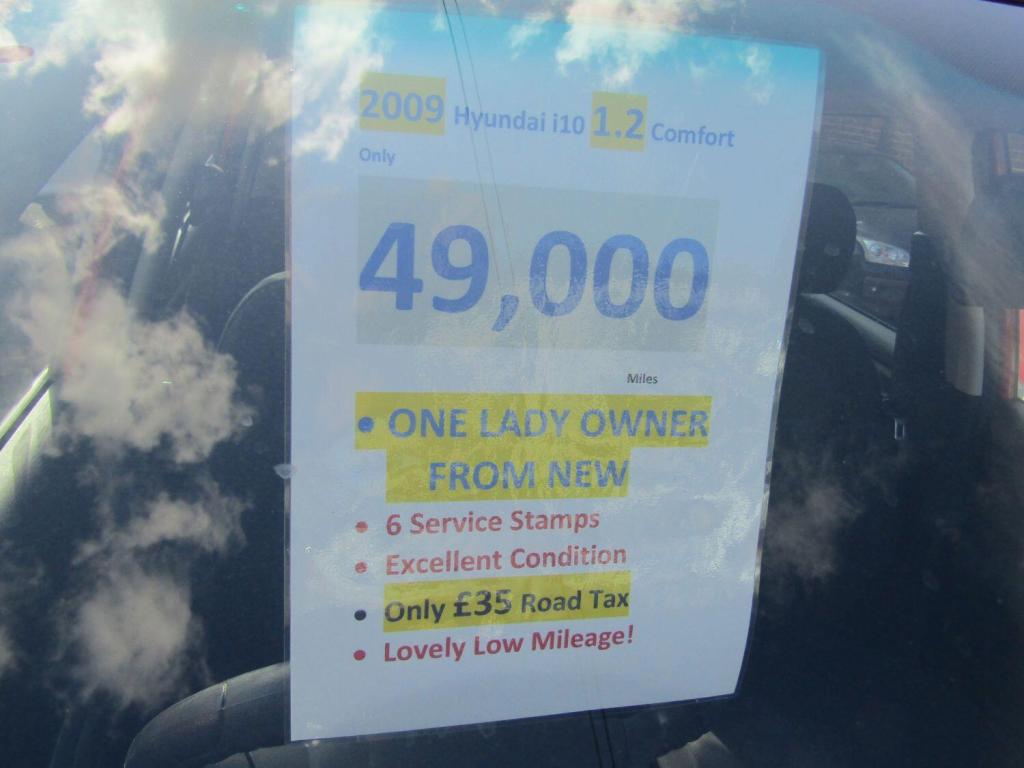 2009 Hyundai i10 1.2 Comfort
Only
49,000
Miles
• ONE LADY OWNER
FROM NEW
• 6 Service Stamps
• Excellent Condition
• Only £35 Road Tax
• Lovely Low Mileage!